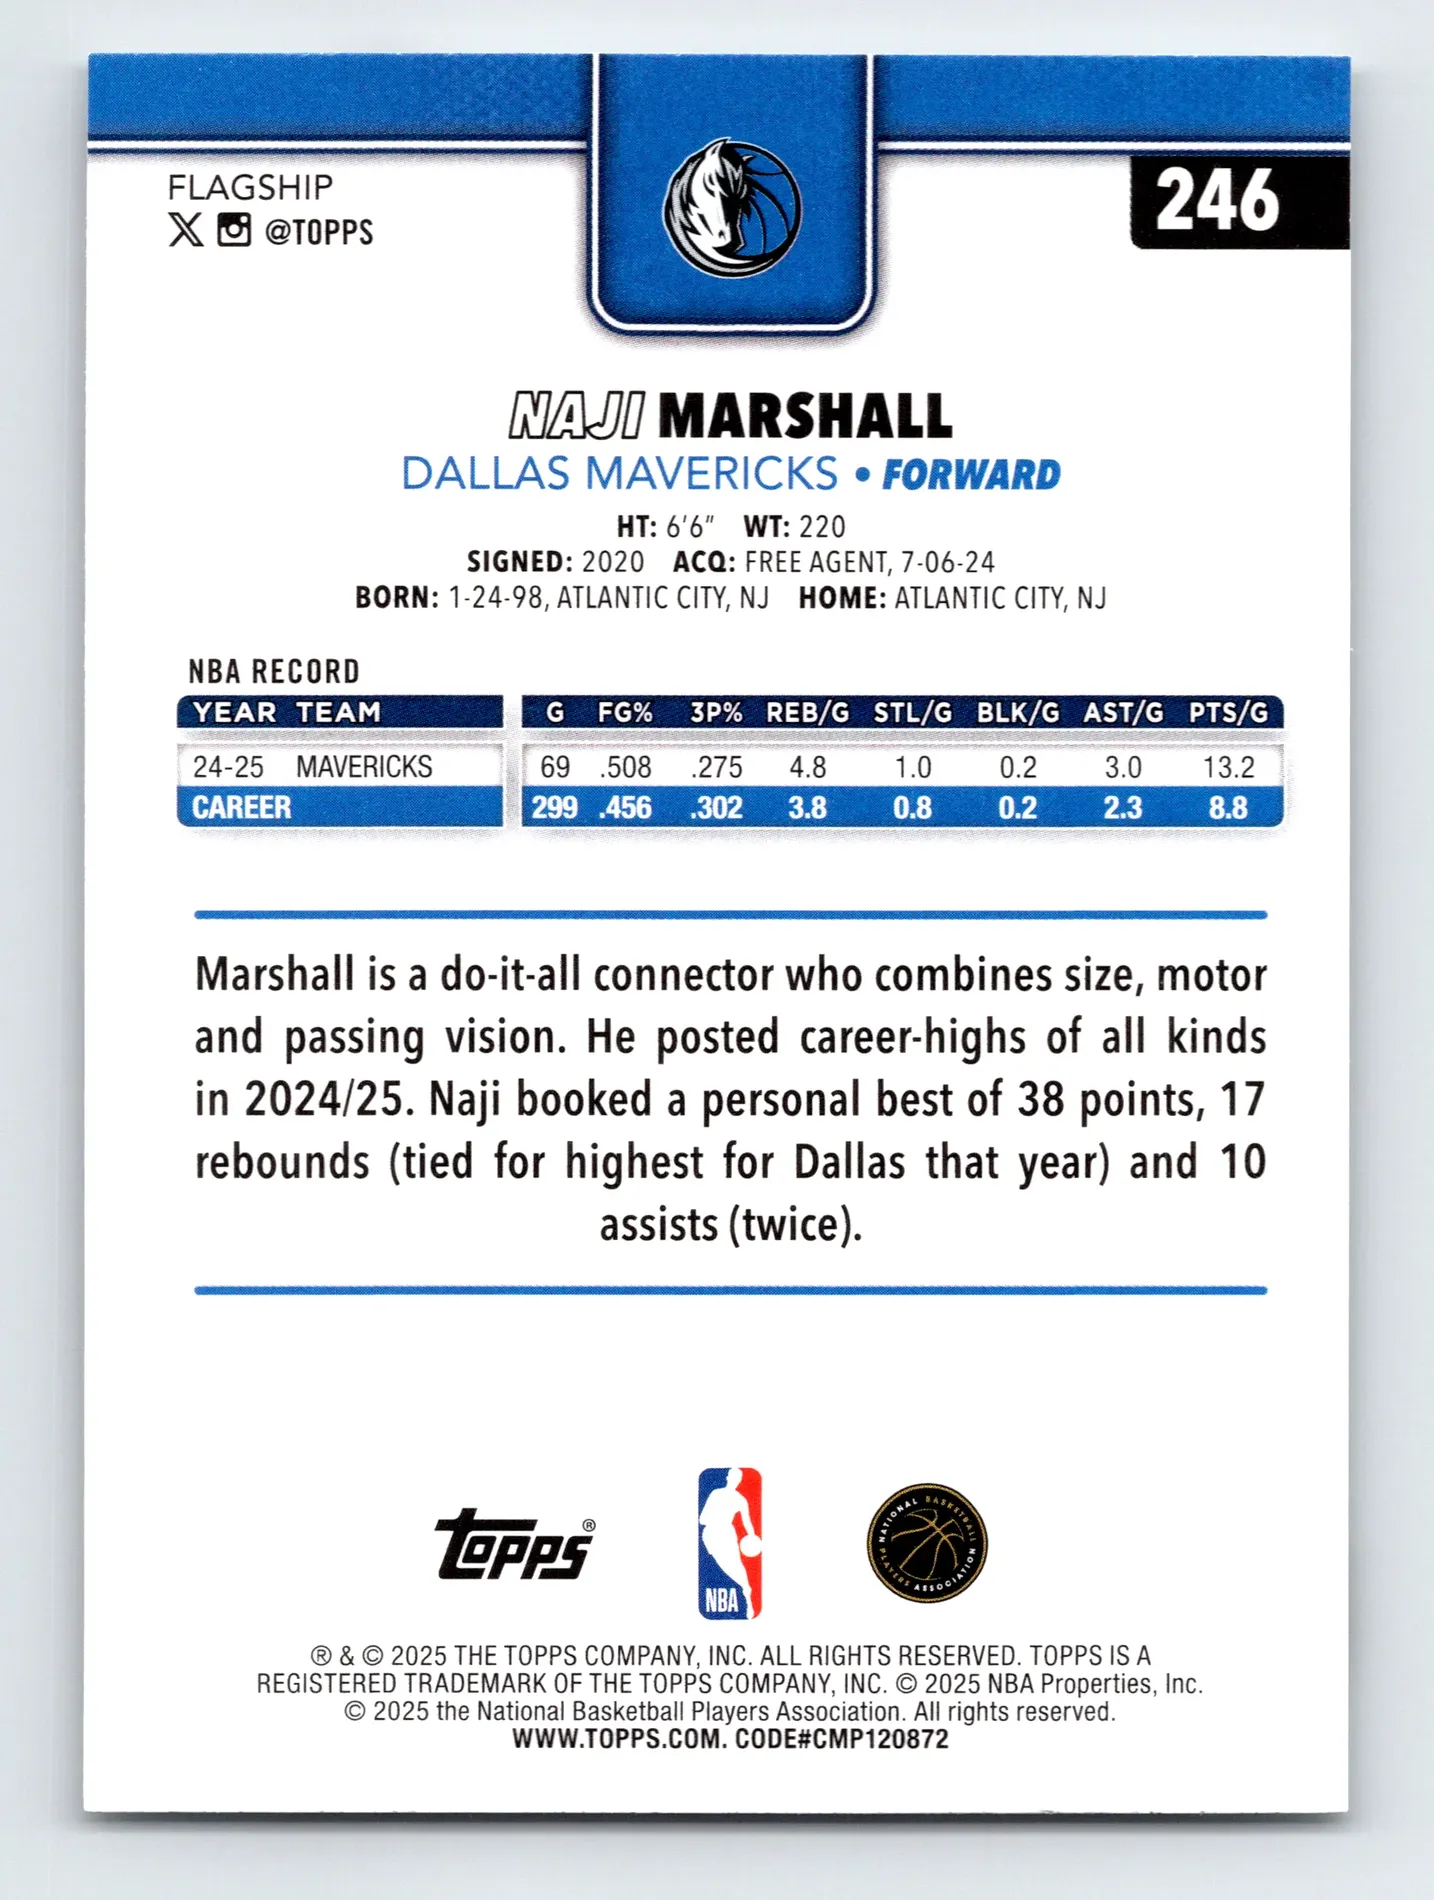 FLAGSHIP
246
@TOPPS
NAJI MARSHALL
DALLAS MAVERICKS • FORWARD
HT: 6'6" WT: 220
SIGNED: 2020 ACQ: FREE AGENT, 7-06-24
BORN: 1-24-98, ATLANTIC CITY, NJ HOME: ATLANTIC CITY, NJ
NBA RECORD
YEAR TEAM G FG% 3P% REB/G STL/G BLK/G AST/G PTS/G
24-25 MAVERICKS 69 .508 .275 4.8 1.0 0.2 3.0 13.2
CAREER 299 .456 .302 3.8 0.8 0.2 2.3 8.8
Marshall is a do-it-all connector who combines size, motor
and passing vision. He posted career-highs of all kinds
in 2024/25. Naji booked a personal best of 38 points, 17
rebounds (tied for highest for Dallas that year) and 10
assists (twice).
topps®
NBA
NATIONAL BASKETBALL PLAYERS ASSOCIATION
® & © 2025 THE TOPPS COMPANY, INC. ALL RIGHTS RESERVED. TOPPS IS A
REGISTERED TRADEMARK OF THE TOPPS COMPANY, INC. © 2025 NBA Properties, Inc.
© 2025 the National Basketball Players Association. All rights reserved.
WWW.TOPPS.COM. CODE#CMP120872